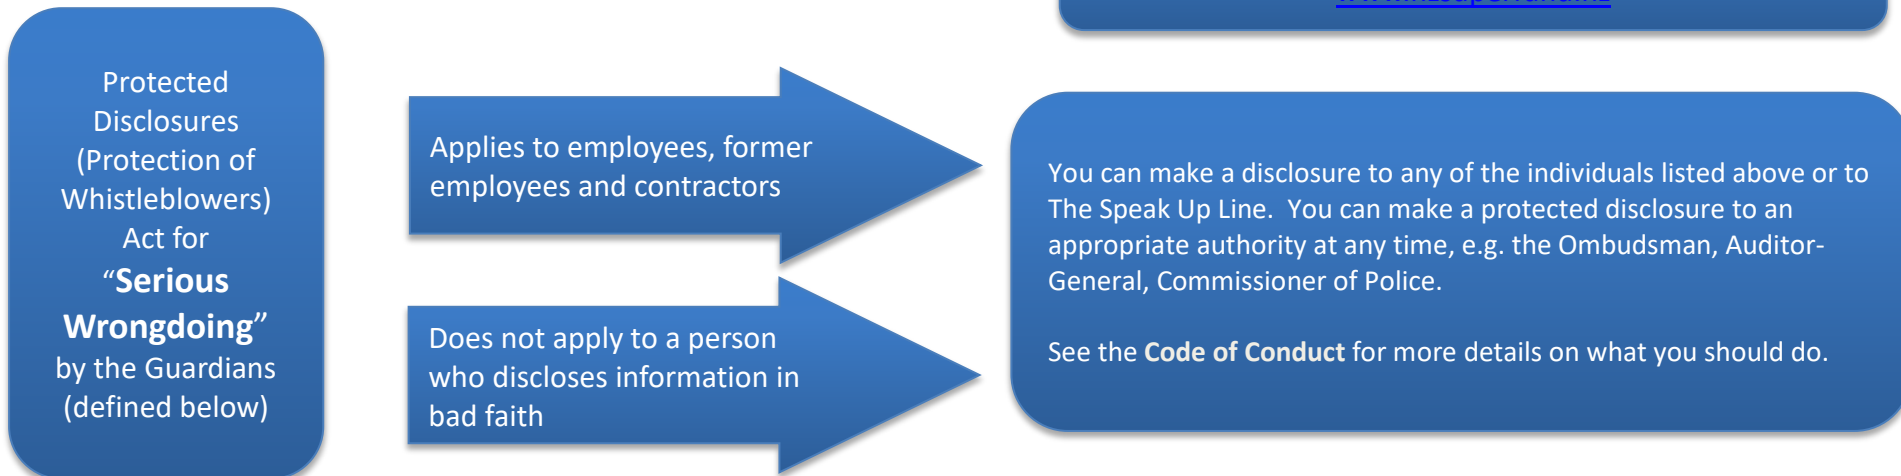 Protected
Disclosures
(Protection of
Whistleblowers)
Act for
“Serious
Wrongdoing”
by the Guardians
(defined below)
Applies to employees, former
employees and contractors
Does not apply to a person
who discloses information in
bad faith
You can make a disclosure to any of the individuals listed above or to
The Speak Up Line.  You can make a protected disclosure to an
appropriate authority at any time, e.g. the Ombudsman, Auditor-
General, Commissioner of Police.
See the Code of Conduct for more details on what you should do.